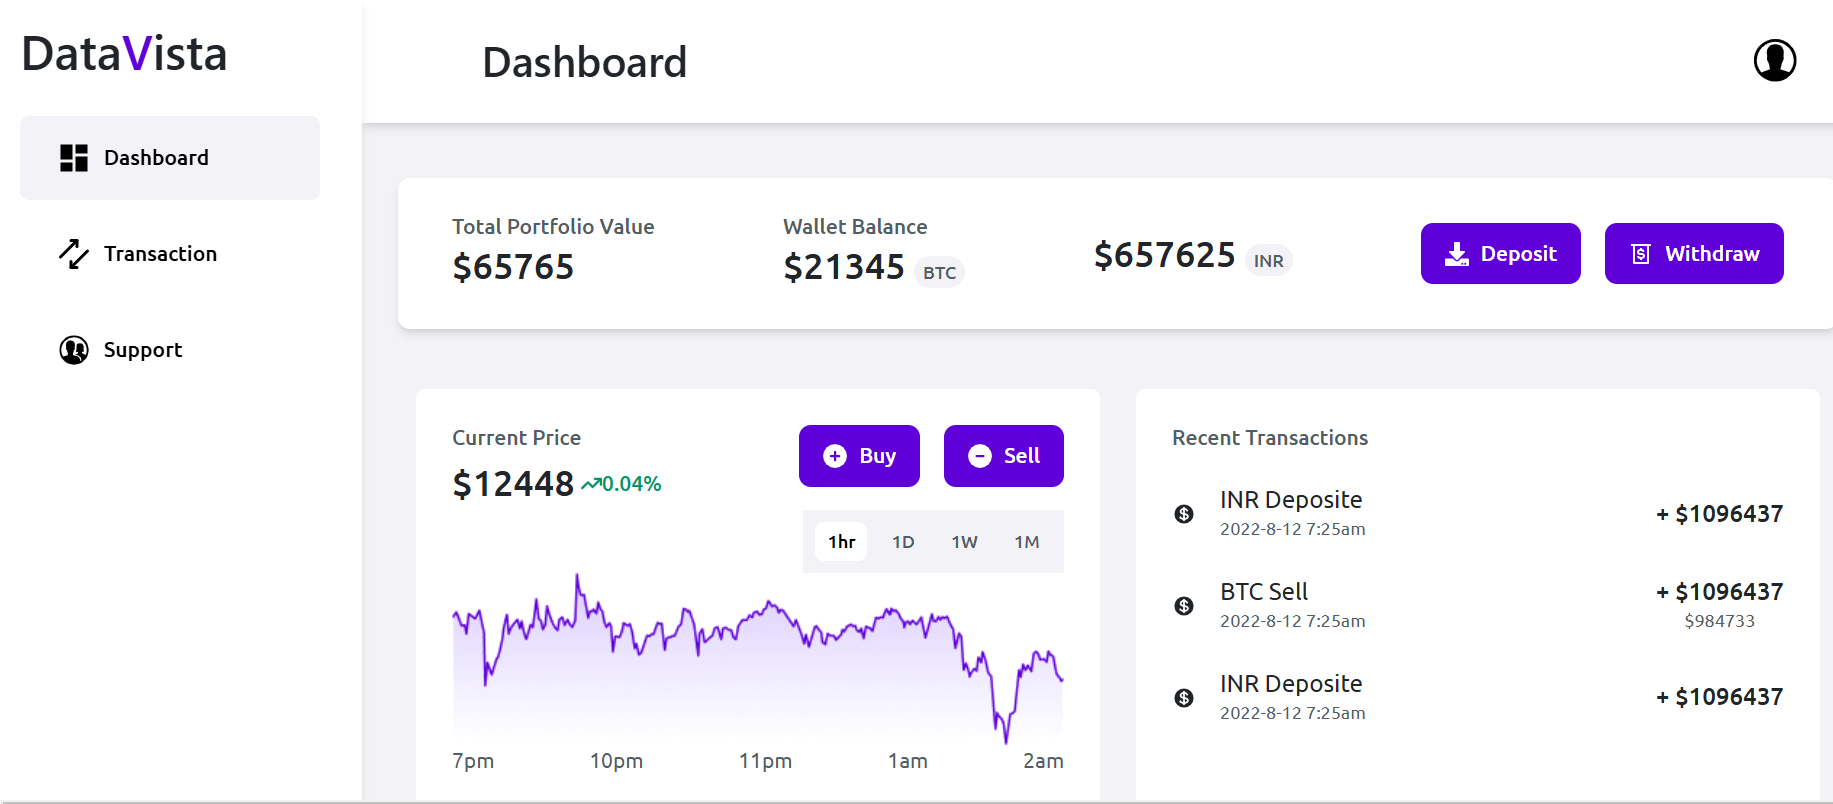 DataVista
Dashboard
Transaction
Support
Dashboard
Total Portfolio Value
$65765
Wallet Balance
$21345 BTC
$657625 INR
Deposit
Withdraw
Current Price
$12448 0.04%
Buy
Sell
1hr 1D 1W 1M
7pm 10pm 11pm 1am 2am
Recent Transactions
INR Deposite
2022-8-12 7:25am
+ $1096437
BTC Sell
2022-8-12 7:25am
+ $1096437
$984733
INR Deposite
2022-8-12 7:25am
+ $1096437